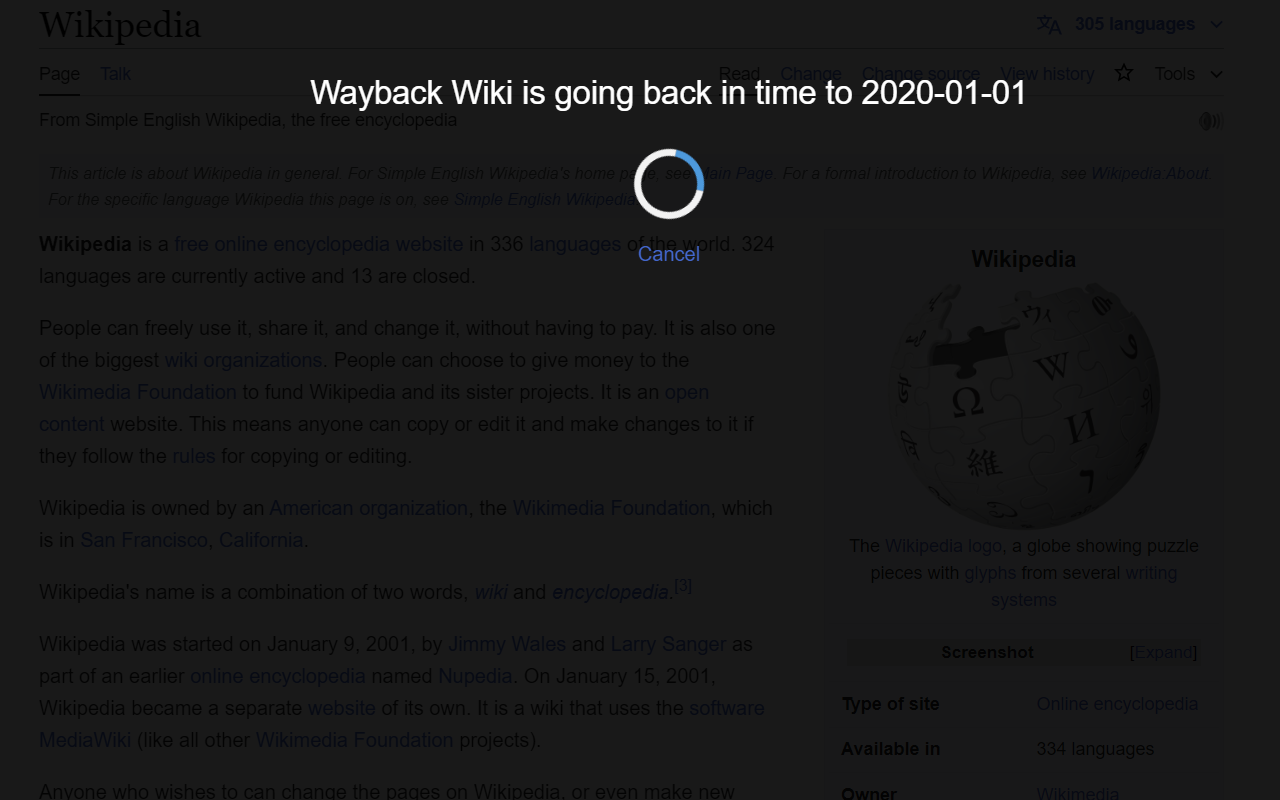 Wikipedia
305 languages
Page Talk Read Change Change source View history Tools
Wayback Wiki is going back in time to 2020-01-01
From Simple English Wikipedia, the free encyclopedia
This article is about Wikipedia in general. For Simple English Wikipedia's home page, see Main Page. For a formal introduction to Wikipedia, see Wikipedia:About.
For the specific language Wikipedia this page is on, see Simple English Wikipedia.
Cancel
Wikipedia is a free online encyclopedia website in 336 languages of the world. 324
languages are currently active and 13 are closed.
People can freely use it, share it, and change it, without having to pay. It is also one
of the biggest wiki organizations. People can choose to give money to the
Wikimedia Foundation to fund Wikipedia and its sister projects. It is an open
content website. This means anyone can copy or edit it and make changes to it if
they follow the rules for copying or editing.
Wikipedia is owned by an American organization, the Wikimedia Foundation, which
is in San Francisco, California.
Wikipedia's name is a combination of two words, wiki and encyclopedia.[3]
Wikipedia was started on January 9, 2001, by Jimmy Wales and Larry Sanger as
part of an earlier online encyclopedia named Nupedia. On January 15, 2001,
Wikipedia became a separate website of its own. It is a wiki that uses the software
MediaWiki (like all other Wikimedia Foundation projects).
Anyone who wishes to can change the pages on Wikipedia, or even make new
Wikipedia
ウィ
W
Ω
И
維
7
The Wikipedia logo, a globe showing puzzle
pieces with glyphs from several writing
systems
Screenshot [Expand]
Type of site Online encyclopedia
Available in 334 languages
Owner Wikimedia